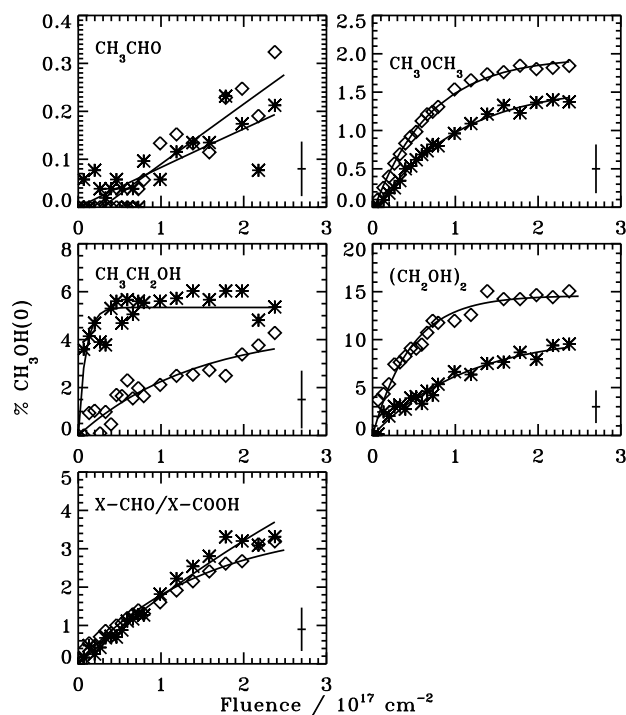 0.4
0.3
0.2
0.1
0.0
CH₃CHO
0 1 2 3
2.5
2.0
1.5
1.0
0.5
0.0
CH₃OCH₃
0 1 2 3
% CH₃OH(0)
8
6
4
2
0
CH₃CH₂OH
0 1 2 3
20
15
10
5
0
(CH₂OH)₂
0 1 2 3
5
4
3
2
1
0
X-CHO/X-COOH
0 1 2 3
Fluence / 10¹⁷ cm⁻²